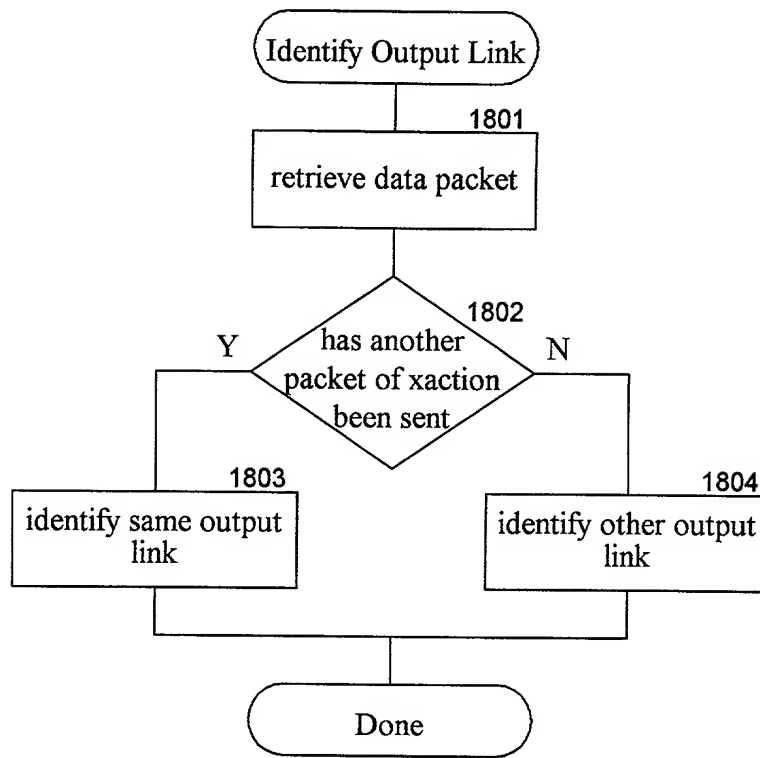 Identify Output Link
1801
retrieve data packet
1802
has another
packet of xaction
been sent
Y
N
1803
identify same output
link
1804
identify other output
link
Done